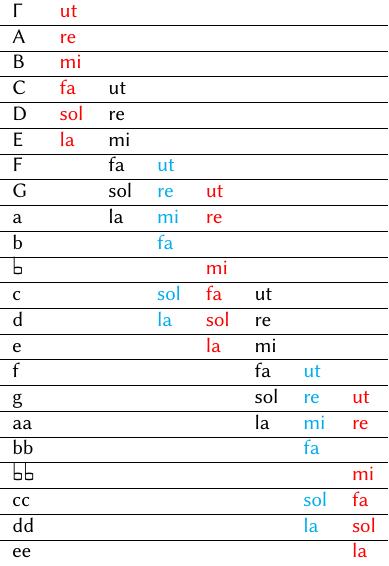 Γ ut
A re
B mi
C fa ut
D sol re
E la mi
F fa ut
G sol re ut
a la mi re
b fa
♮ mi
c sol fa ut
d la sol re
e la mi
f fa ut
g sol re ut
aa la mi re
bb fa
♮♮ mi
cc sol fa
dd la sol
ee la